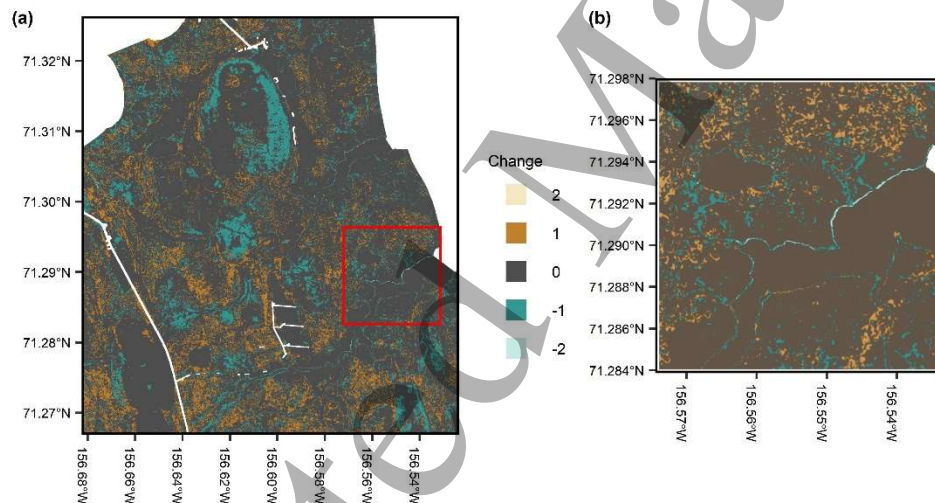 (a)
71.32°N
71.31°N
71.30°N
71.29°N
71.28°N
71.27°N
156.68°W
156.66°W
156.64°W
156.62°W
156.60°W
156.58°W
156.56°W
156.54°W
Change
2
1
0
-1
-2
(b)
71.298°N
71.296°N
71.294°N
71.292°N
71.290°N
71.288°N
71.286°N
71.284°N
156.57°W
156.56°W
156.55°W
156.54°W